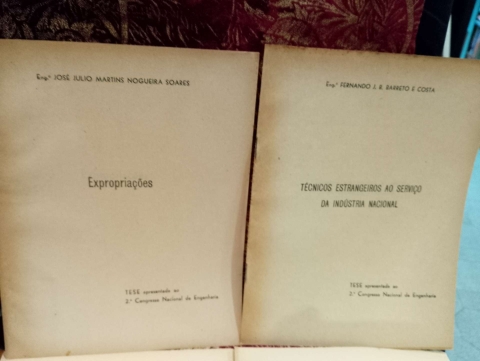 Eng.º JOSÉ JULIO MARTINS NOGUEIRA SOARES
Expropriações
TESE apresentada ao
2.º Congresso Nacional de Engenharia
Eng.º FERNANDO J. B. BARRETO E COSTA
TÉCNICOS ESTRANGEIROS AO SERVIÇO
DA INDÚSTRIA NACIONAL
TESE apresentada ao
2.º Congresso Nacional de Engenharia